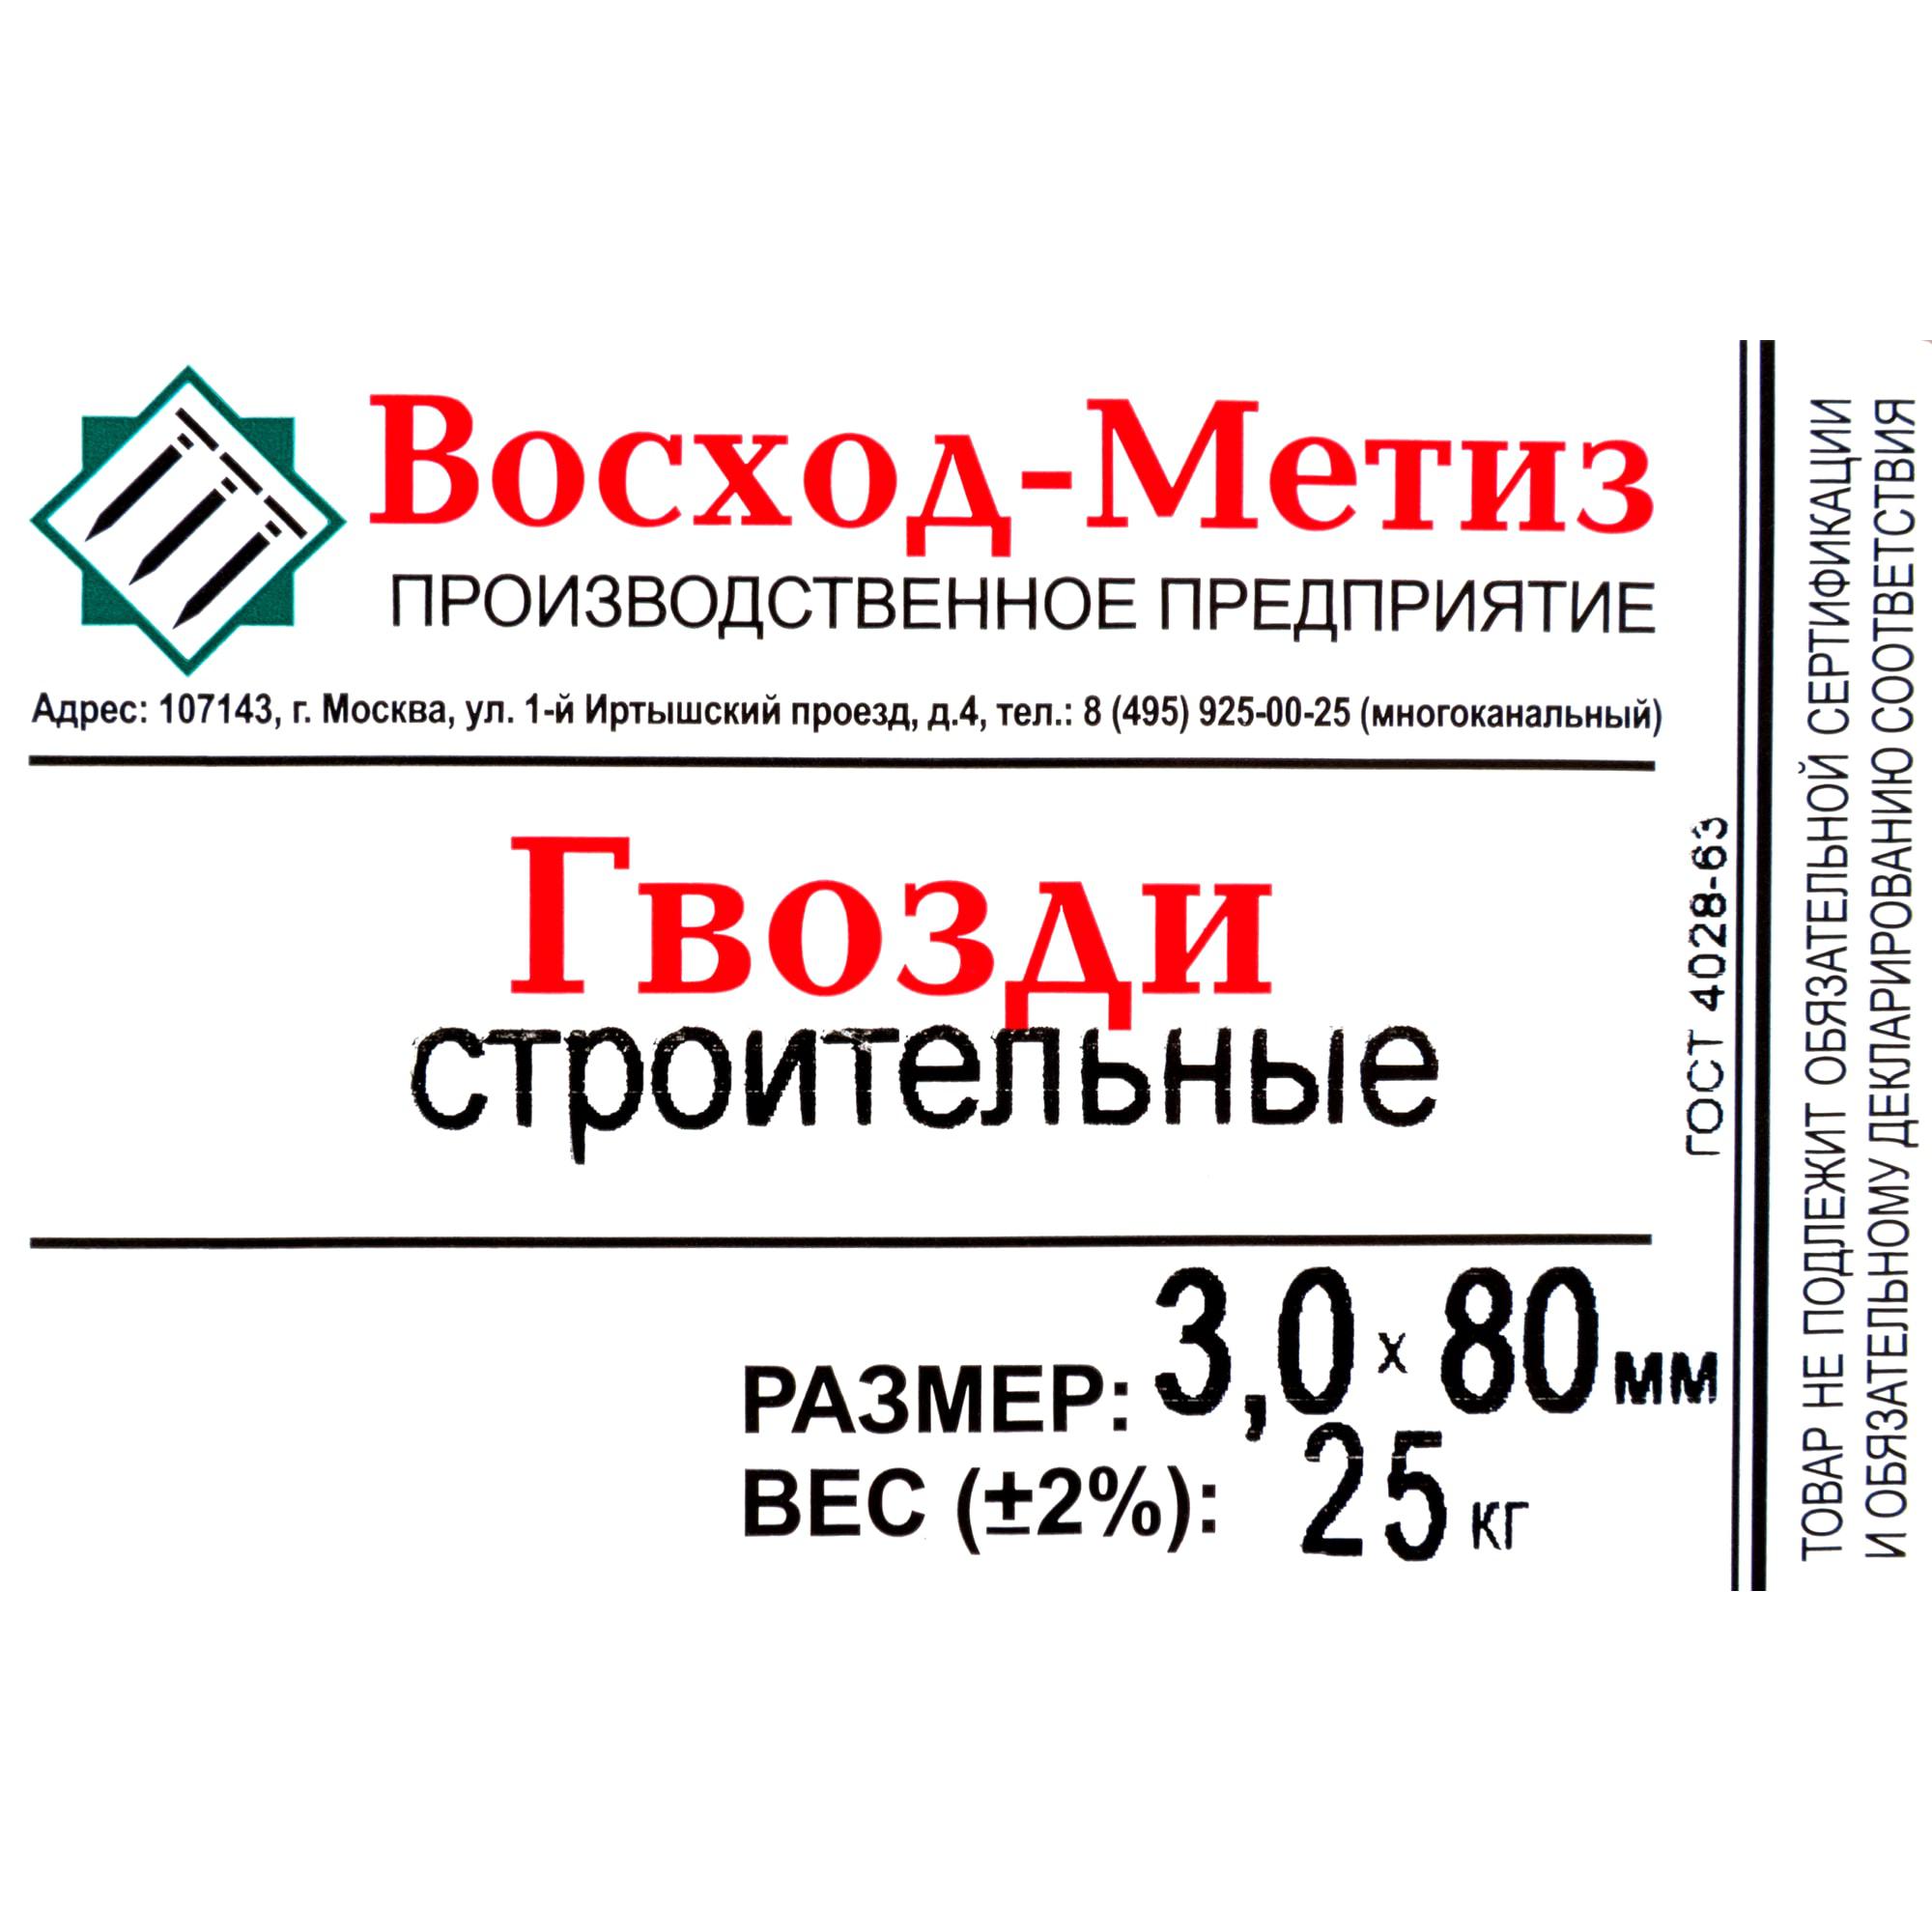 Восход-Метиз
ПРОИЗВОДСТВЕННОЕ ПРЕДПРИЯТИЕ
Адрес: 107143, г. Москва, ул. 1-й Иртышский проезд, д.4, тел.: 8 (495) 925-00-25 (многоканальный)
Гвозди
строительные
РАЗМЕР: 3,0 х 80 мм
ВЕС (±2%): 25 кг
ГОСТ 4028-63
ТОВАР НЕ ПОДЛЕЖИТ ОБЯЗАТЕЛЬНОЙ СЕРТИФИКАЦИИ
И ОБЯЗАТЕЛЬНОМУ ДЕКЛАРИРОВАНИЮ СООТВЕТСТВИЯ